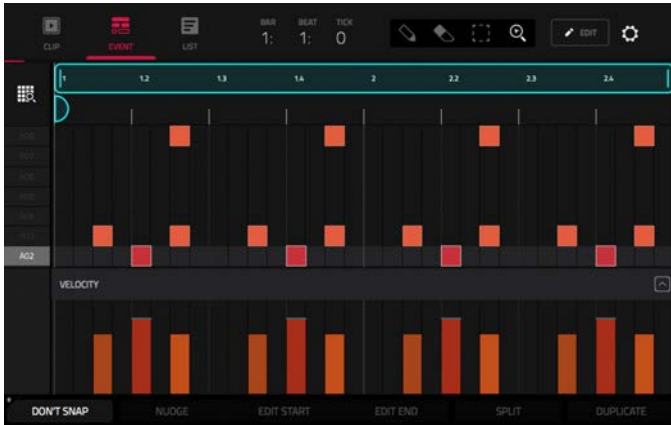 BAR BEAT TICK
1: 1: 0
EDIT
CLIP EVENT LIST
1 1.2 1.3 1.4 2 2.2 2.3 2.4
A02
VELOCITY
DON'T SNAP NUDGE EDIT START EDIT END SPLIT DUPLICATE